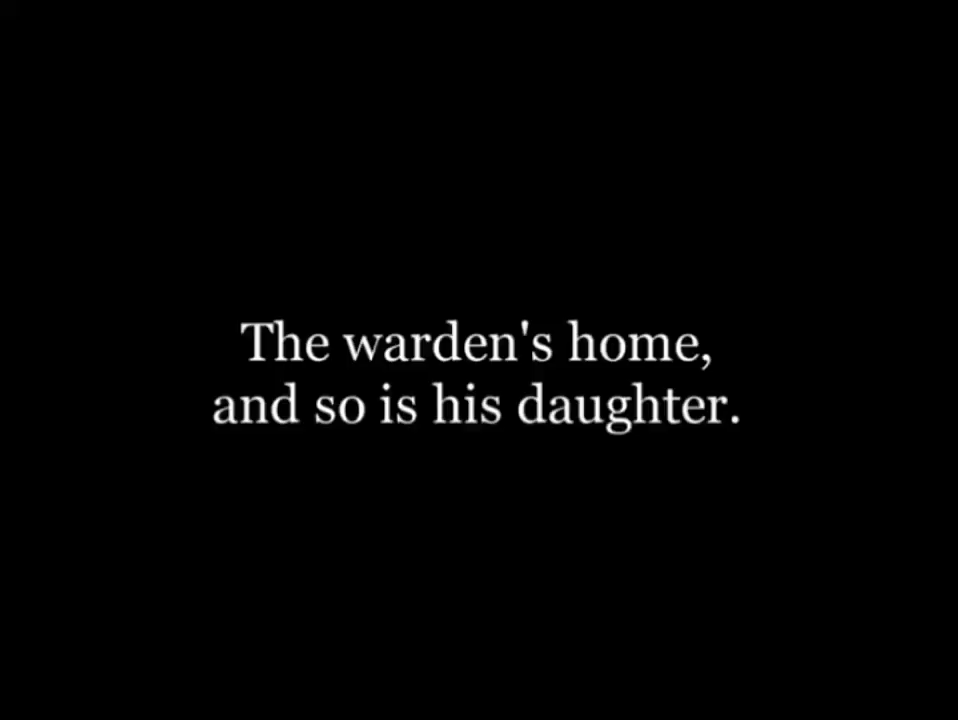 The warden's home,
and so is his daughter.